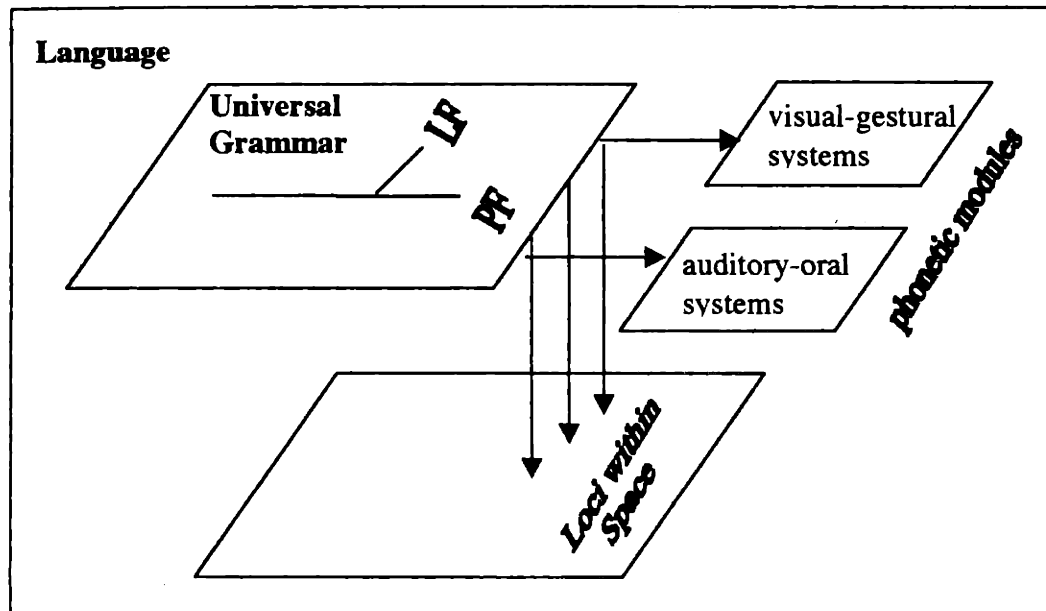 Language
Universal
Grammar
LF
PF
visual-gestural
systems
auditory-oral
systems
phonetic modules
Loci within
Space